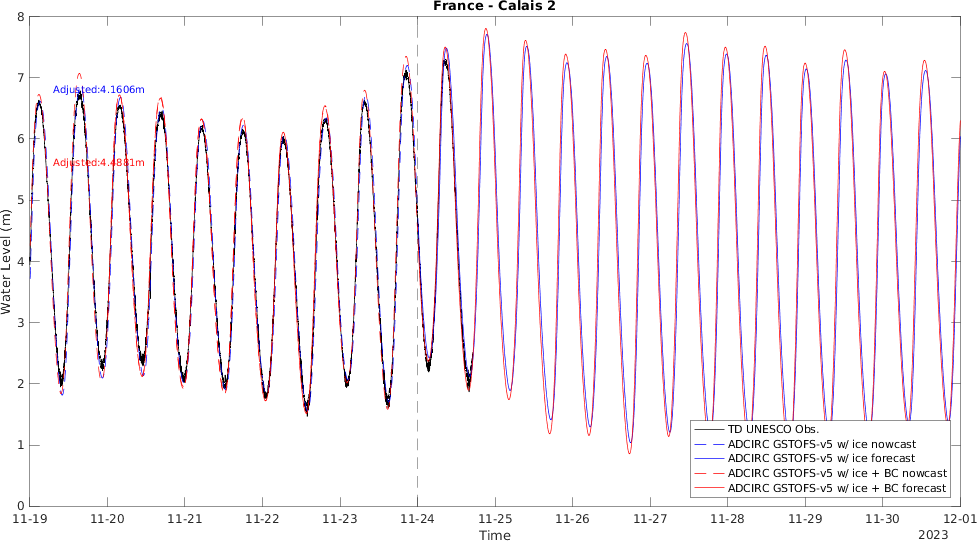 France - Calais 2
8
7
6
5
4
3
2
1
0
Water Level (m)
Adjusted:4.1606m
Adjusted:4.4881m
TD UNESCO Obs.
ADCIRC GSTOFS-v5 w/ ice nowcast
ADCIRC GSTOFS-v5 w/ ice forecast
ADCIRC GSTOFS-v5 w/ ice + BC nowcast
ADCIRC GSTOFS-v5 w/ ice + BC forecast
11-19 11-20 11-21 11-22 11-23 11-24 11-25 11-26 11-27 11-28 11-29 11-30 12-01
Time
2023